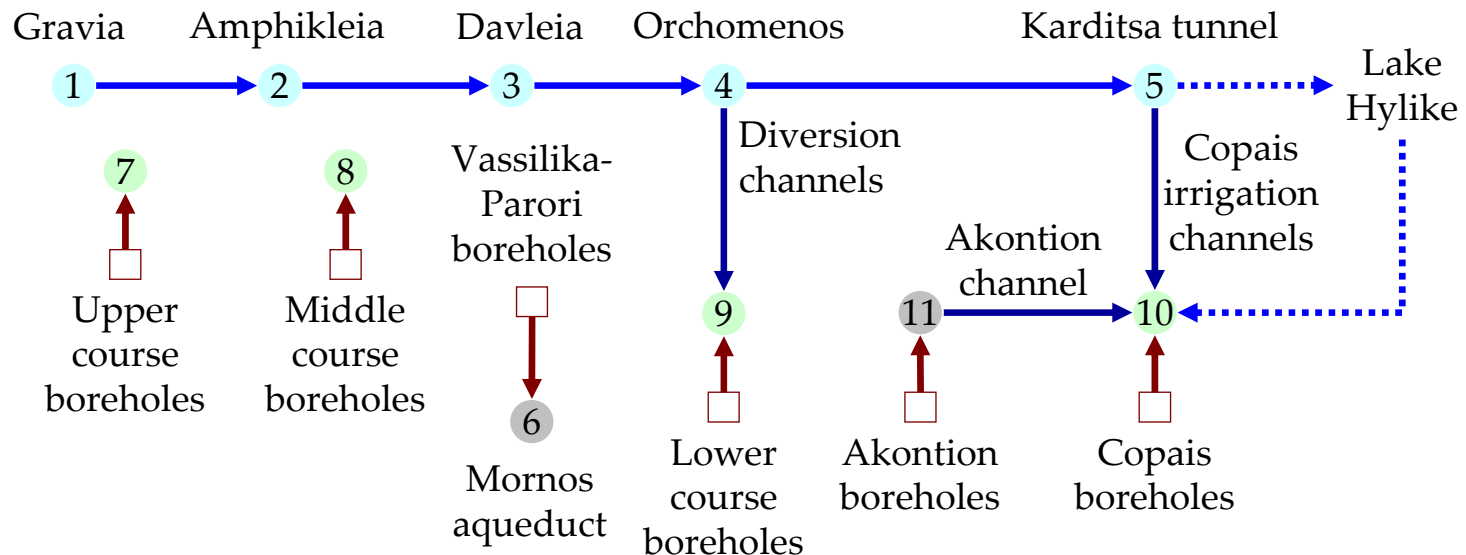 Gravia
Amphikleia
Davleia
Orchomenos
Karditsa tunnel
1
2
3
4
5
Lake
Hylike
7
8
Vassilika-
Parori
boreholes
Diversion
channels
Copais
irrigation
channels
Akontion
channel
Upper
course
boreholes
Middle
course
boreholes
6
Mornos
aqueduct
9
Lower
course
boreholes
11
Akontion
boreholes
10
Copais
boreholes